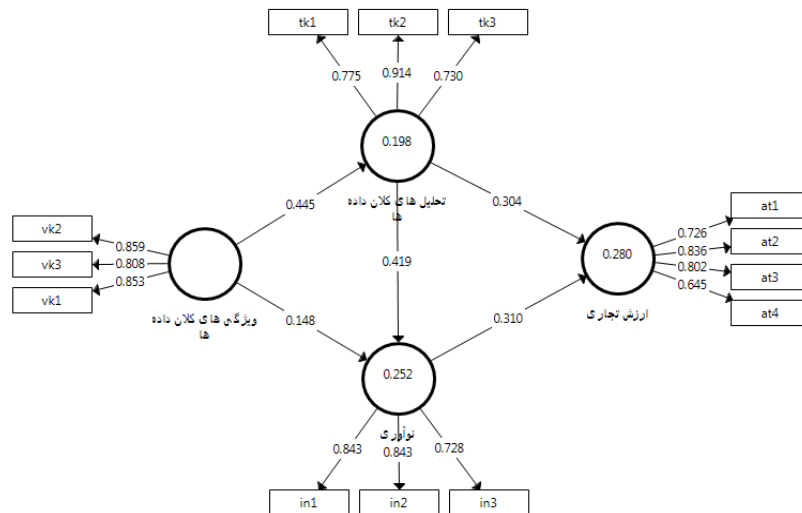 tk1 tk2 tk3
0.775 0.914 0.730
0.198
تحلیل های کلان داده
ها
0.445
0.304
vk2
vk3
vk1
0.859
0.808
0.853
ویژگی های کلان داده
ها
0.419
at1
at2
at3
at4
0.726
0.836
0.802
0.645
0.280
ارزش تجاری
0.148
0.310
0.252
نوآوری
0.843 0.843 0.728
in1 in2 in3